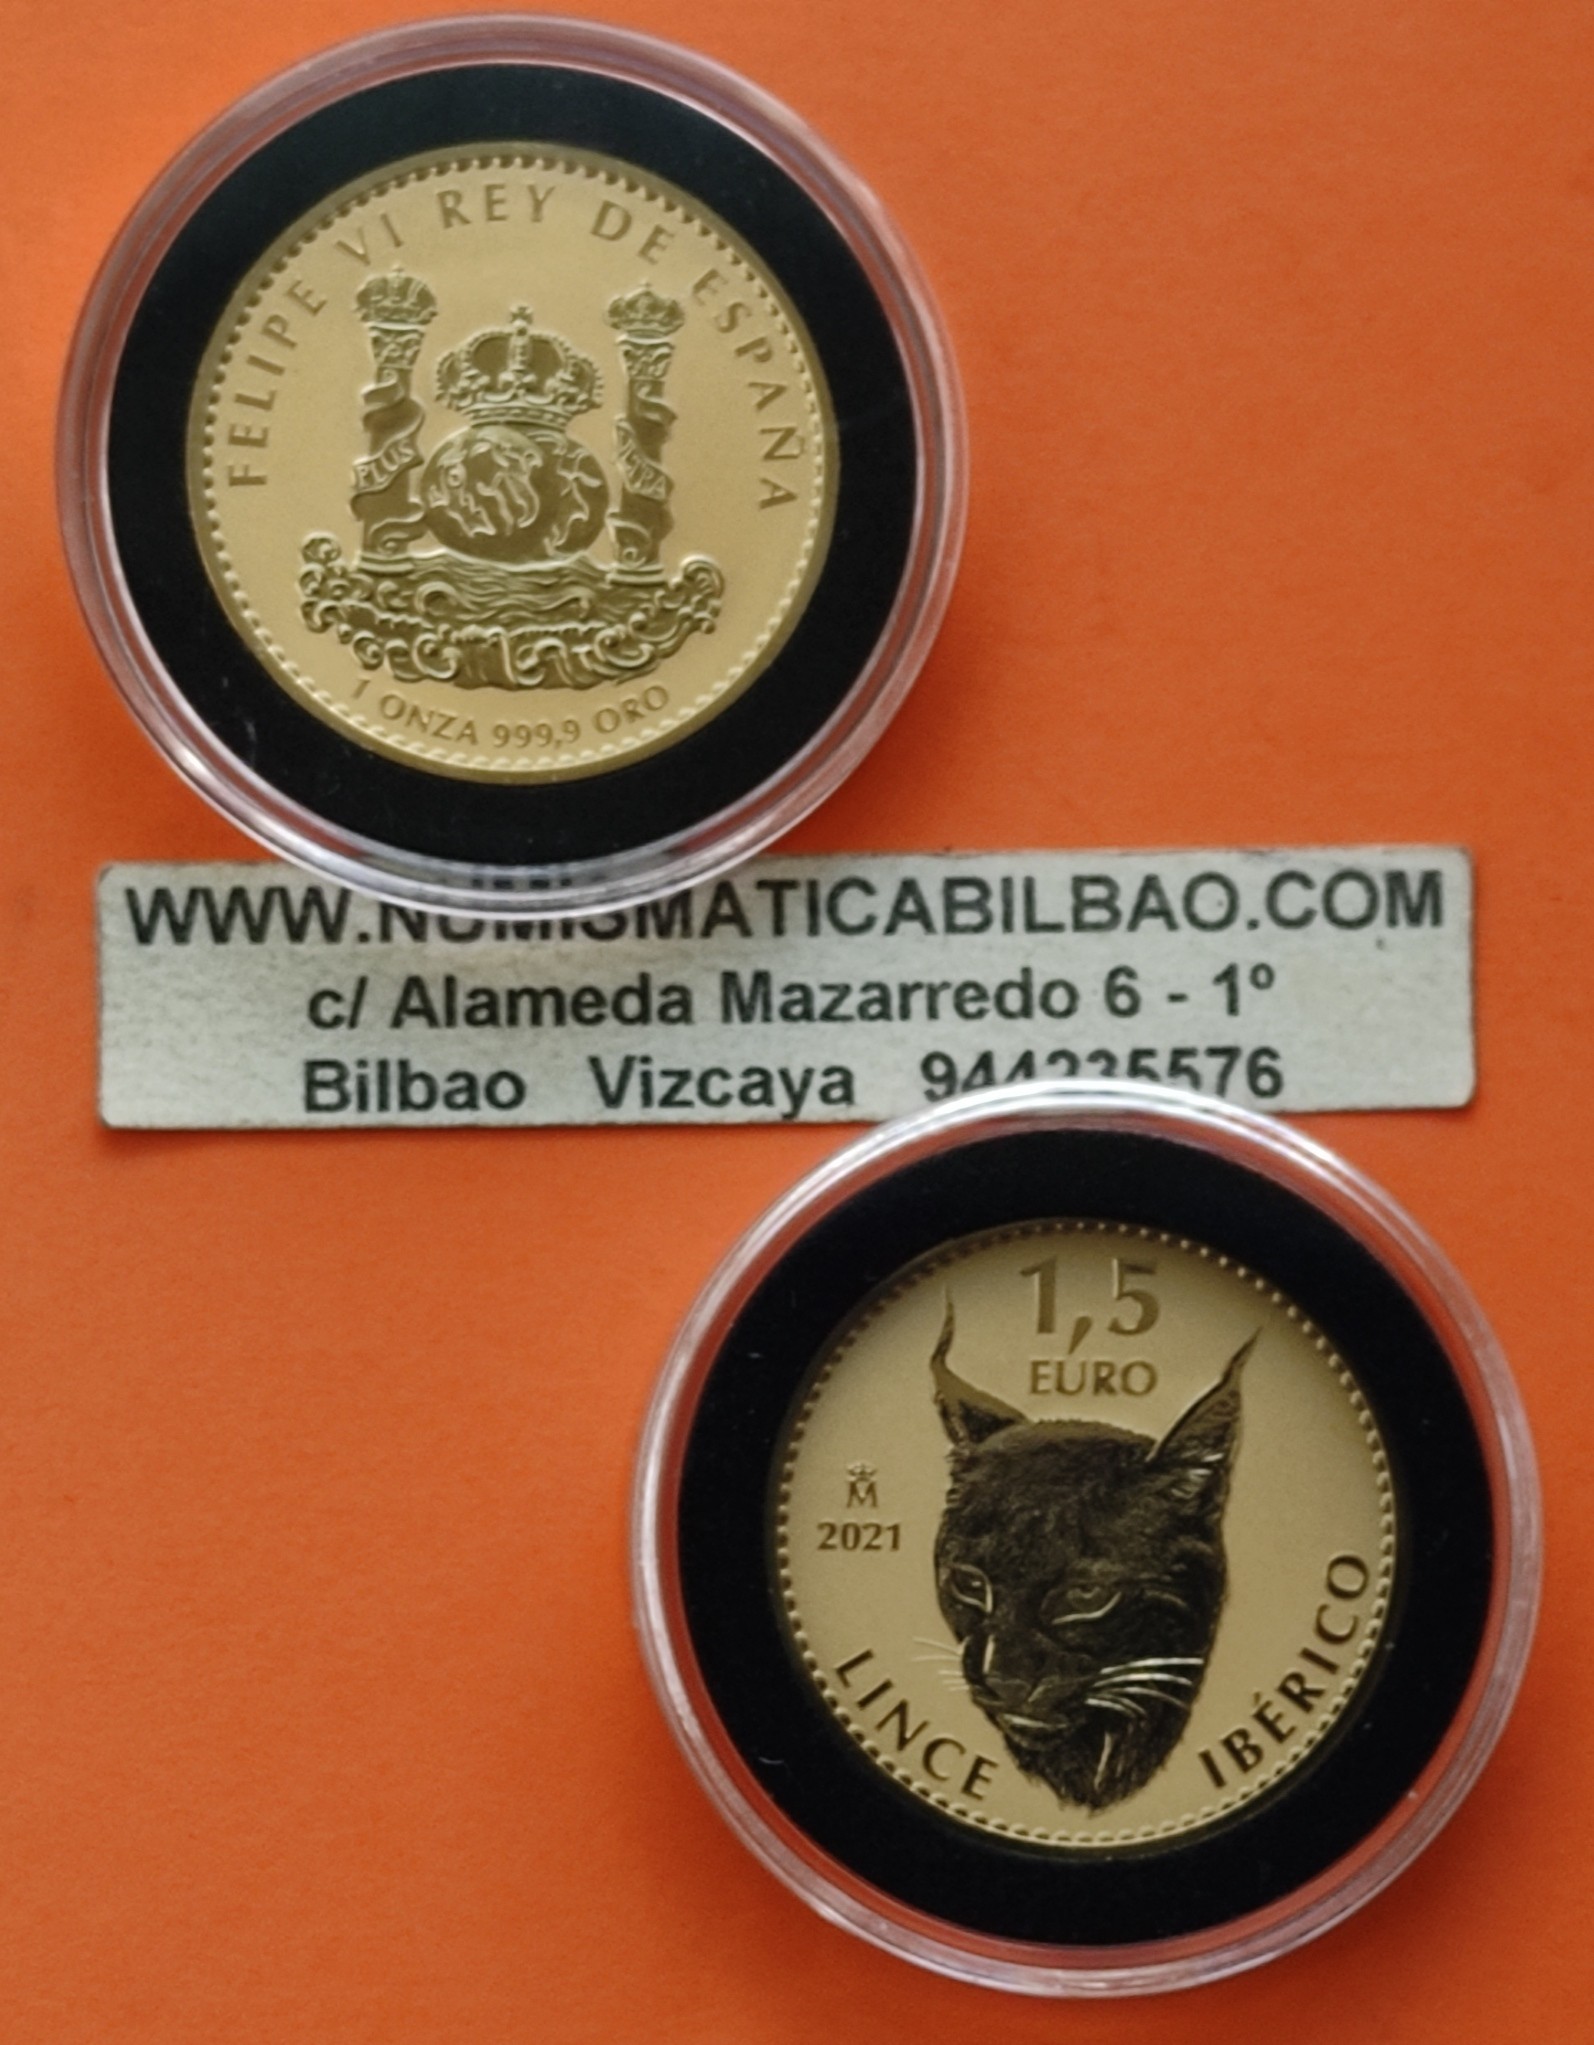 FELIPE VI REY DE ESPAÑA
PLUS
1 ONZA 999,9 ORO
WWW.NUMISMATICABILBAO.COM
c/ Alameda Mazarredo 6 - 1º
Bilbao Vizcaya 944235576
1,5
EURO
M
2021
LINCE IBÉRICO